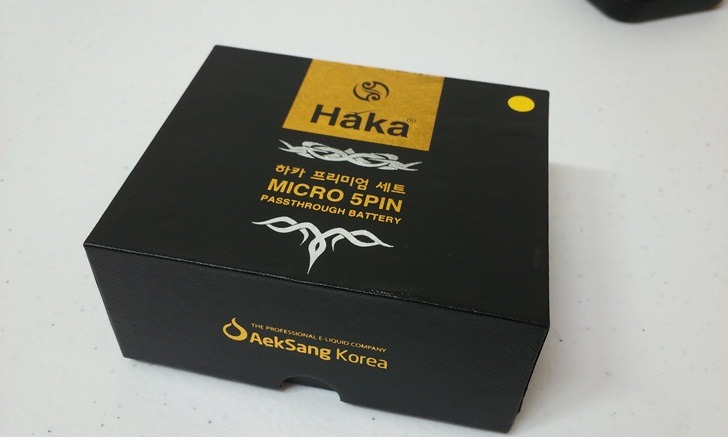 Háka®
하카 프리미엄 세트
MICRO 5PIN
PASSTHROUGH BATTERY
THE PROFESSIONAL E-LIQUID COMPANY
AekSang Korea